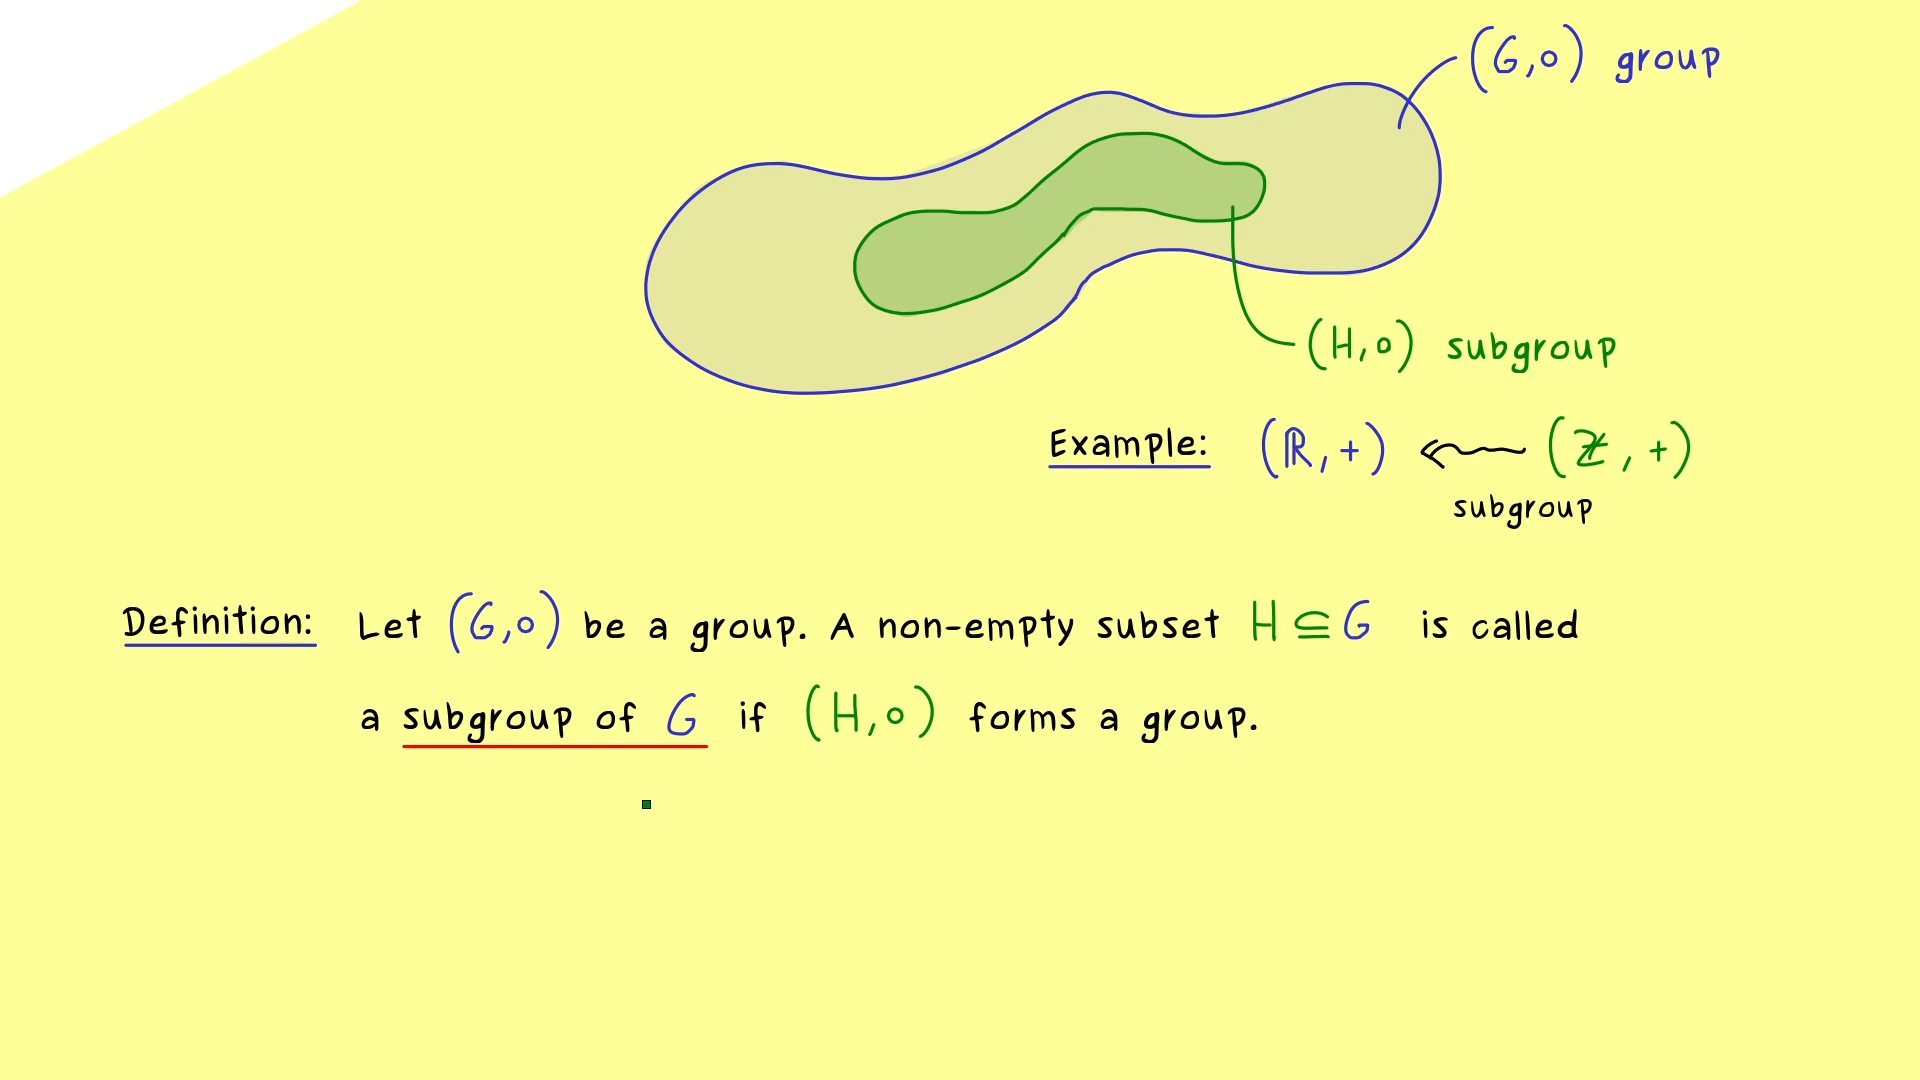 (G,∘) group
(H,∘) subgroup
Example: (ℝ,+) ⟵ (ℤ,+)
subgroup
Definition: Let (G,∘) be a group. A non-empty subset H ⊆ G is called
a subgroup of G if (H,∘) forms a group.